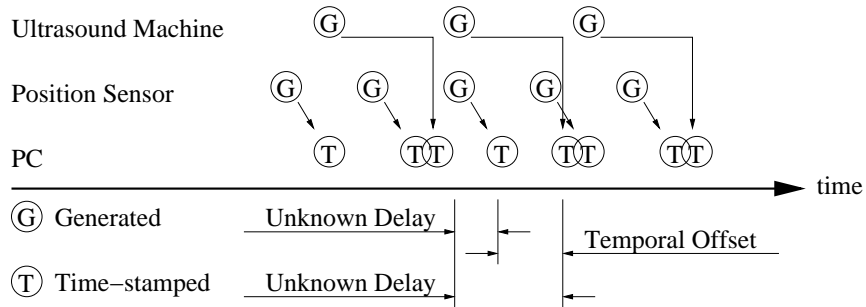 Ultrasound Machine G G G
Position Sensor G G G G G
PC T T T T T T T T
time
G Generated Unknown Delay
Temporal Offset
T Time−stamped Unknown Delay